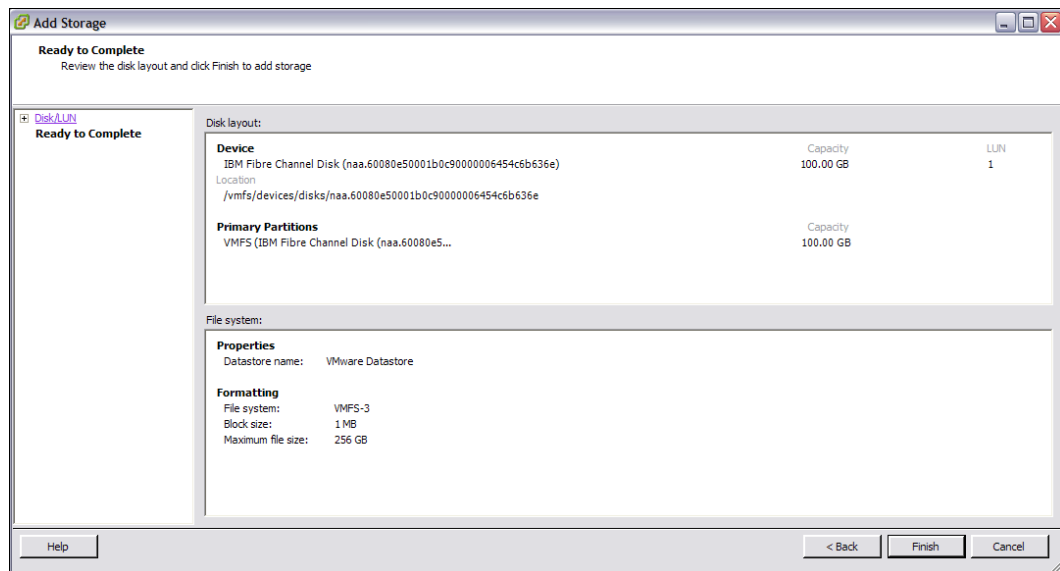 Add Storage
Ready to Complete
Review the disk layout and click Finish to add storage
Disk/LUN
Ready to Complete
Disk layout:
Device Capacity LUN
IBM Fibre Channel Disk (naa.60080e50001b0c90000006454c6b636e) 100.00 GB 1
Location
/vmfs/devices/disks/naa.60080e50001b0c90000006454c6b636e
Primary Partitions Capacity
VMFS (IBM Fibre Channel Disk (naa.60080e5... 100.00 GB
File system:
Properties
Datastore name: VMware Datastore
Formatting
File system: VMFS-3
Block size: 1 MB
Maximum file size: 256 GB
Help < Back Finish Cancel